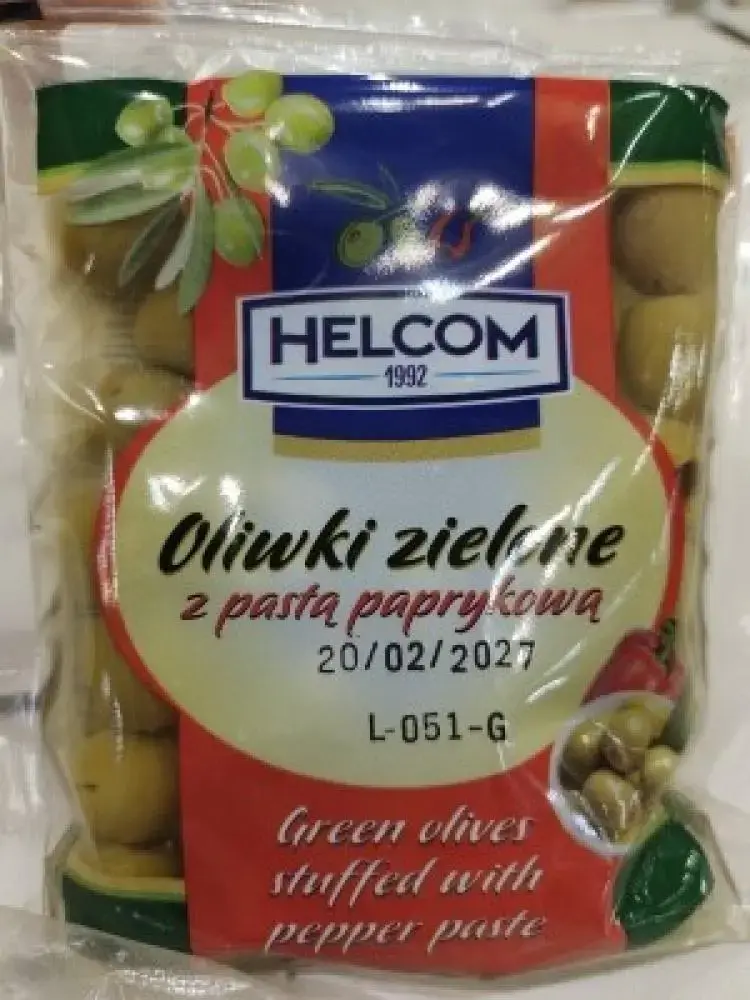 HELCOM
1992
Oliwki zielone
z pastą paprykową
20/02/2027
L-051-G
Green olives
stuffed with
pepper paste